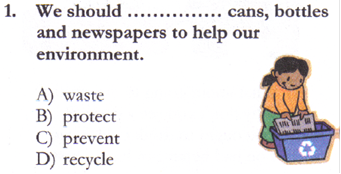 1. We should ............... cans, bottles
and newspapers to help our
environment.
A) waste
B) protect
C) prevent
D) recycle